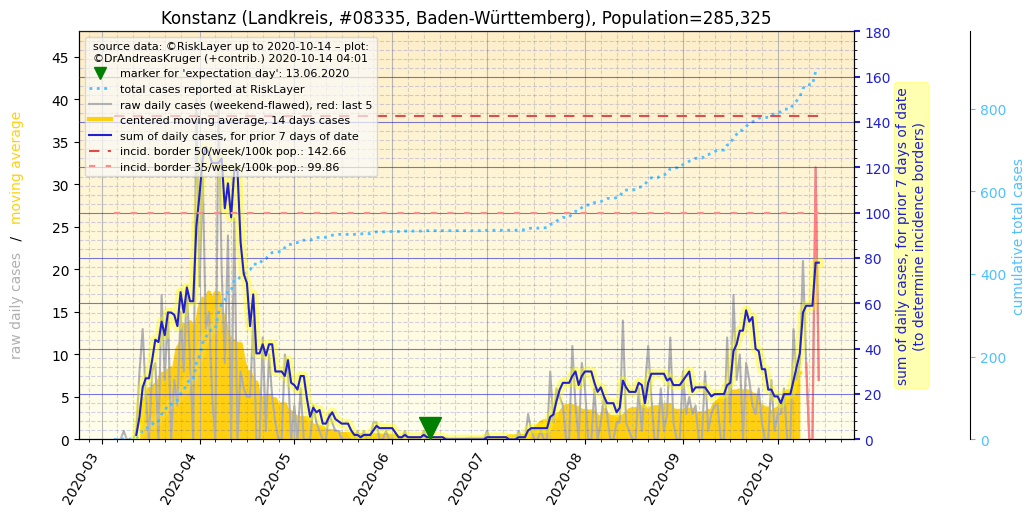 Konstanz (Landkreis, #08335, Baden-Württemberg), Population=285,325
source data: ©RiskLayer up to 2020-10-14 – plot:
©DrAndreasKruger (+contrib.) 2020-10-14 04:01
marker for 'expectation day': 13.06.2020
total cases reported at RiskLayer
raw daily cases (weekend-flawed), red: last 5
centered moving average, 14 days cases
sum of daily cases, for prior 7 days of date
incid. border 50/week/100k pop.: 142.66
incid. border 35/week/100k pop.: 99.86
raw daily cases / moving average
45
40
35
30
25
20
15
10
5
0
2020-03
2020-04
2020-05
2020-06
2020-07
2020-08
2020-09
2020-10
180
160
140
120
100
80
60
40
20
0
sum of daily cases, for prior 7 days of date
(to determine incidence borders)
800
600
400
200
0
cumulative total cases